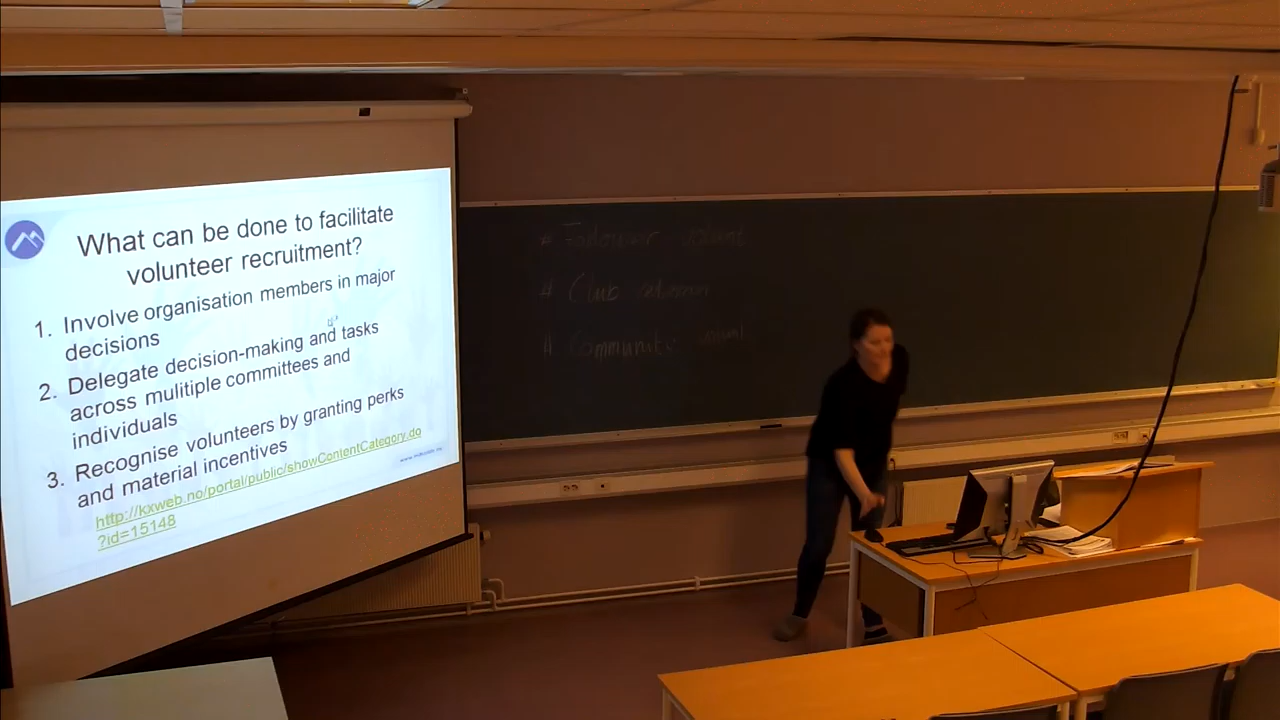 What can be done to facilitate
volunteer recruitment?
1. Involve organisation members in major
decisions
2. Delegate decision-making and tasks
across mulitiple committees and
individuals
3. Recognise volunteers by granting perks
and material incentives
http://kxweb.no/portal/public/showContentCategory.do
?id=15148
#
# Club
# Community